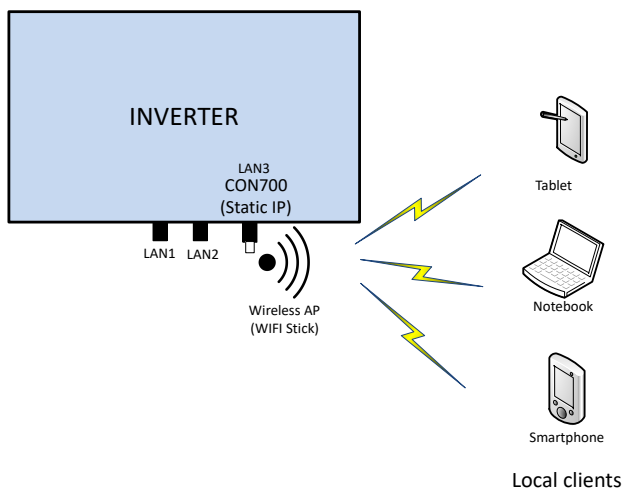 INVERTER
LAN3
CON700
(Static IP)
LAN1
LAN2
Wireless AP
(WIFI Stick)
Tablet
Notebook
Smartphone
Local clients